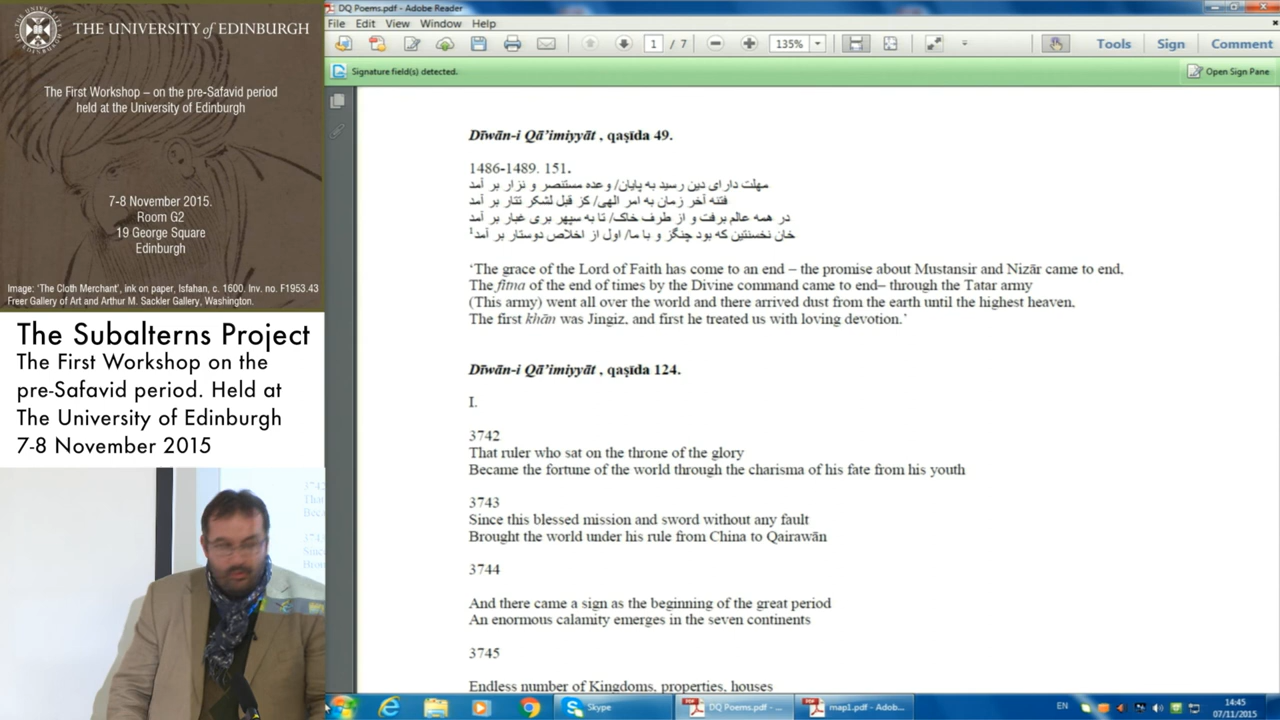 THE UNIVERSITY of EDINBURGH
The First Workshop – on the pre-Safavid period
held at the University of Edinburgh
7-8 November 2015.
Room G2
19 George Square
Edinburgh
Image: 'The Cloth Merchant', ink on paper, Isfahan, c. 1600. Inv. no. F1953.43
Freer Gallery of Art and Arthur M. Sackler Gallery, Washington.
The Subalterns Project
The First Workshop on the
pre-Safavid period. Held at
The University of Edinburgh
7-8 November 2015
DQ Poems.pdf - Adobe Reader
File Edit View Window Help
1 / 7 135% Tools Sign Comment
Signature field(s) detected. Open Sign Pane
Dīwān-i Qā'imiyyāt , qaṣīda 49.
1486-1489. 151.
مهلت دارای دین رسید به پایان/ وعده مستنصر و نزار بر آمد
فتنه آخر زمان به امر الهی/ کز قبل لشکر تتار بر آمد
در همه عالم برفت و از طرف خاک/ تا به سپهر بری غبار بر آمد
خان نخستین که بود چنگز و با ما/ اول از اخلاص دوستار بر آمد1
'The grace of the Lord of Faith has come to an end – the promise about Mustansir and Nizār came to end,
The fitna of the end of times by the Divine command came to end– through the Tatar army
(This army) went all over the world and there arrived dust from the earth until the highest heaven,
The first khān was Jingiz, and first he treated us with loving devotion.'
Dīwān-i Qā'imiyyāt , qaṣīda 124.
I.
3742
That ruler who sat on the throne of the glory
Became the fortune of the world through the charisma of his fate from his youth
3743
Since this blessed mission and sword without any fault
Brought the world under his rule from China to Qairawān
3744
And there came a sign as the beginning of the great period
An enormous calamity emerges in the seven continents
3745
Endless number of Kingdoms, properties, houses
Skype DQ Poems.pdf - ... map1.pdf - Adob... EN 14:45
07/11/2015